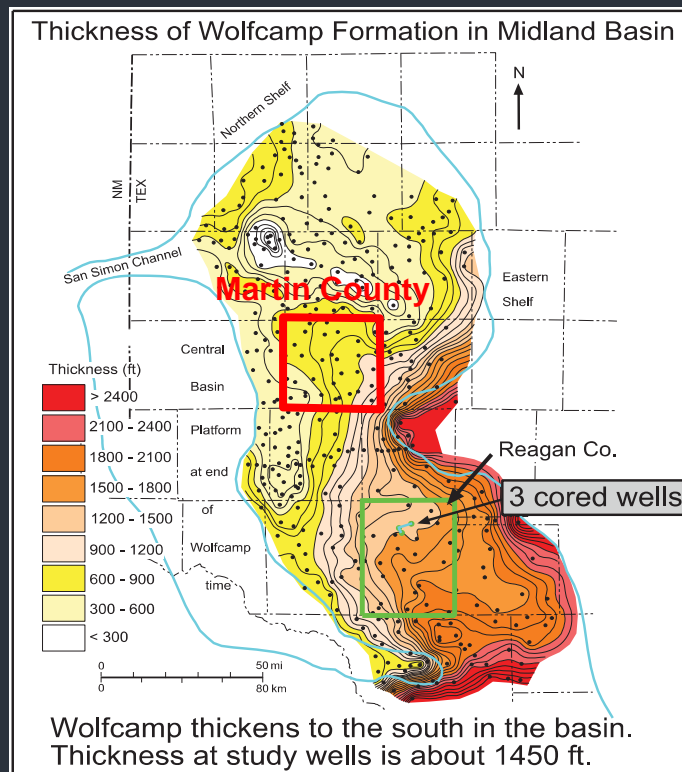 Thickness of Wolfcamp Formation in Midland Basin
N
Northern Shelf
NM
TEX
San Simon Channel
Martin County
Eastern
Shelf
Central
Basin
Platform
at end
of
Wolfcamp
time
Thickness (ft)
> 2400
2100 - 2400
1800 - 2100
1500 - 1800
1200 - 1500
900 - 1200
600 - 900
300 - 600
< 300
Reagan Co.
3 cored wells
0 50 mi
0 80 km
Wolfcamp thickens to the south in the basin.
Thickness at study wells is about 1450 ft.